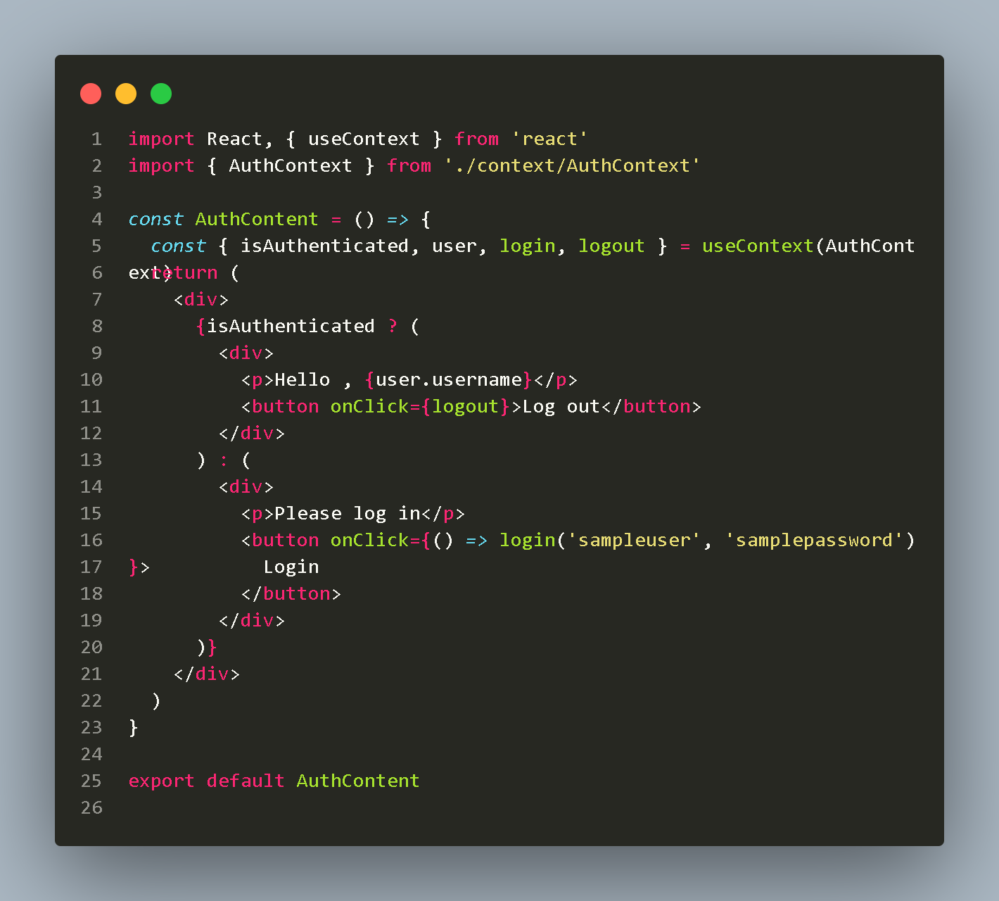 1 import React, { useContext } from 'react'
2 import { AuthContext } from './context/AuthContext'
3
4 const AuthContent = () => {
5   const { isAuthenticated, user, login, logout } = useContext(AuthCont
ext)
6   return (
7     <div>
8       {isAuthenticated ? (
9         <div>
10           <p>Hello , {user.username}</p>
11           <button onClick={logout}>Log out</button>
12         </div>
13       ) : (
14         <div>
15           <p>Please log in</p>
16           <button onClick={() => login('sampleuser', 'samplepassword')
}>
17             Login
18           </button>
19         </div>
20       )}
21     </div>
22   )
23 }
24
25 export default AuthContent
26